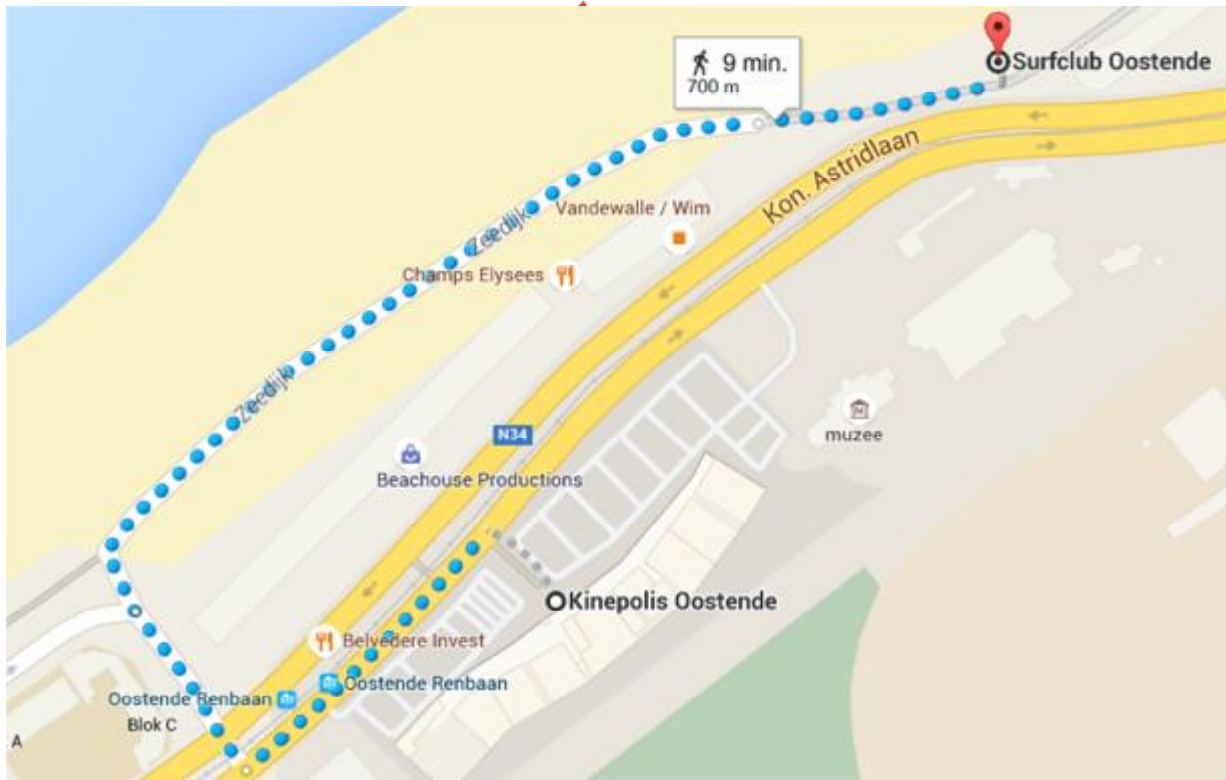 9 min.
700 m
Surfclub Oostende
Kon. Astridlaan
Vandewalle / Wim
Zeedijk
Champs Elysees
Zeedijk
muzee
N34
Beachouse Productions
Kinepolis Oostende
Belvedere Invest
Oostende Renbaan
Oostende Renbaan
Blok C
A